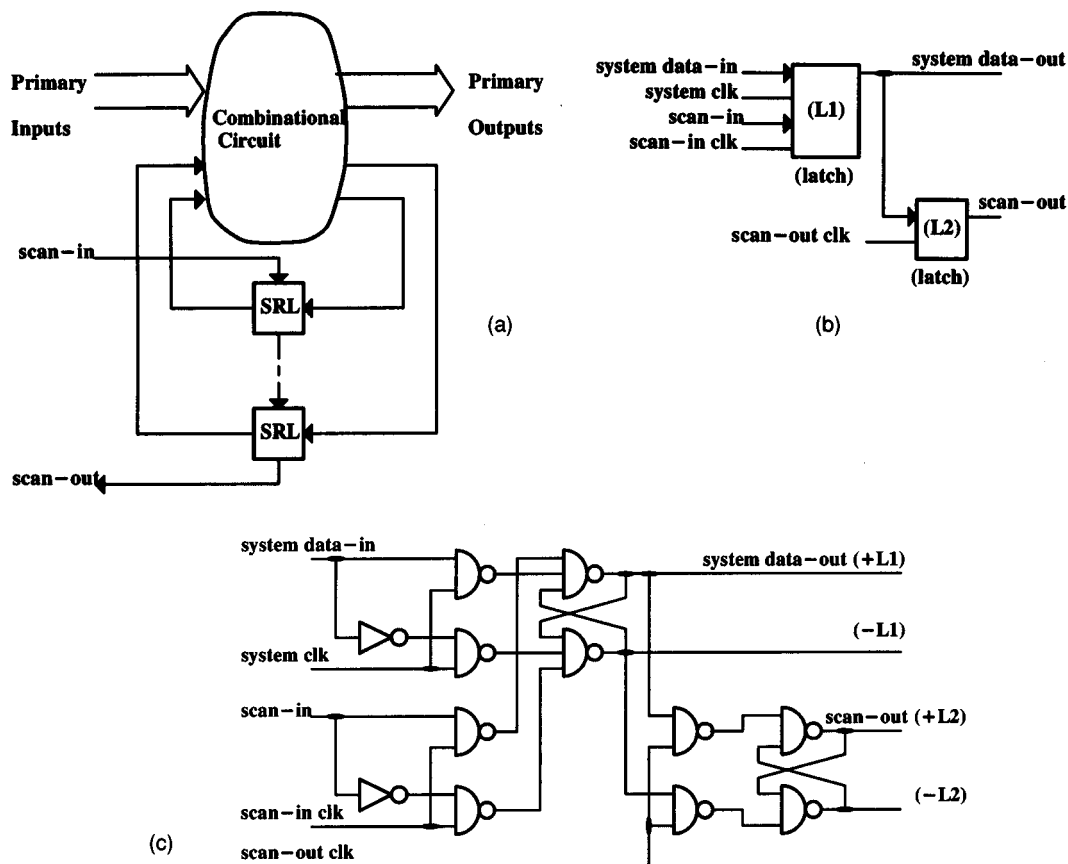 Primary
Inputs
Combinational
Circuit
Primary
Outputs
scan-in
SRL
SRL
scan-out
(a)
system data-in
system clk
scan-in
scan-in clk
(L1)
(latch)
system data-out
scan-out clk
(L2)
(latch)
scan-out
(b)
system data-in
system clk
scan-in
scan-in clk
scan-out clk
system data-out (+L1)
(-L1)
scan-out (+L2)
(-L2)
(c)